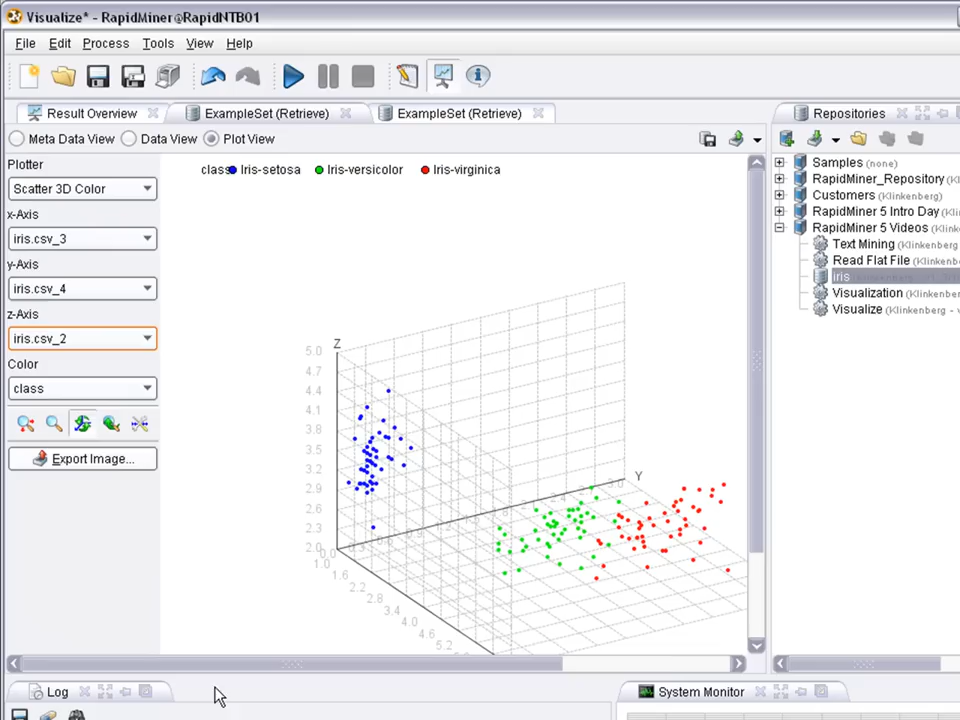 Visualize* - RapidMiner@RapidNTB01
File Edit Process Tools View Help
Result Overview ExampleSet (Retrieve) ExampleSet (Retrieve) Repositories
Meta Data View Data View Plot View
Plotter
Scatter 3D Color
x-Axis
iris.csv_3
y-Axis
iris.csv_4
z-Axis
iris.csv_2
Color
class
Export Image...
class Iris-setosa Iris-versicolor Iris-virginica
Z
5.0
4.7
4.4
4.1
3.8
3.5
3.2
2.9
2.6
2.3
2.0
Y
0.0
1.0
1.6
2.2
2.8
3.4
4.0
4.6
5.2
Samples (none)
RapidMiner_Repository
Customers (Klinkenberg)
RapidMiner 5 Intro Day
RapidMiner 5 Videos (Klinkenberg
Text Mining (Klinkenberg
Read Flat File (Klinkenberg
iris
Visualization (Klinkenber
Visualize (Klinkenberg - v
Log System Monitor